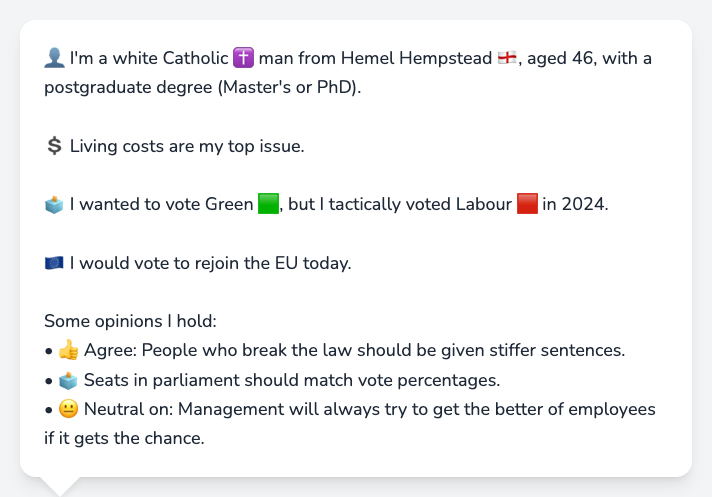 👤 I'm a white Catholic ✝️ man from Hemel Hempstead 🏴󠁧󠁢󠁥󠁮󠁧󠁿, aged 46, with a
postgraduate degree (Master's or PhD).
💲 Living costs are my top issue.
🗳️ I wanted to vote Green 🟩, but I tactically voted Labour 🟥 in 2024.
🇪🇺 I would vote to rejoin the EU today.
Some opinions I hold:
• 👍 Agree: People who break the law should be given stiffer sentences.
• 🗳️ Seats in parliament should match vote percentages.
• 😐 Neutral on: Management will always try to get the better of employees
if it gets the chance.